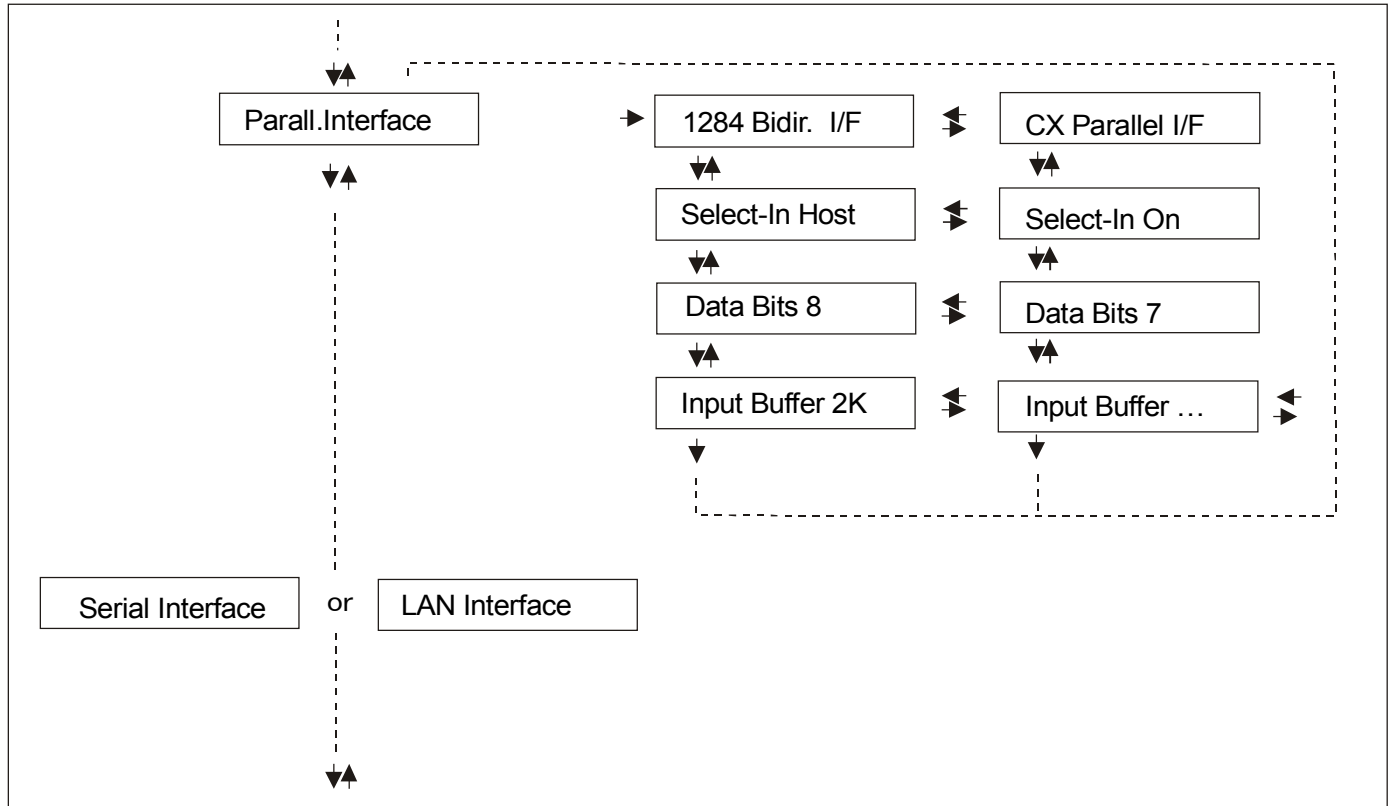 Parall.Interface
1284 Bidir. I/F
CX Parallel I/F
Select-In Host
Select-In On
Data Bits 8
Data Bits 7
Input Buffer 2K
Input Buffer …
Serial Interface
or
LAN Interface